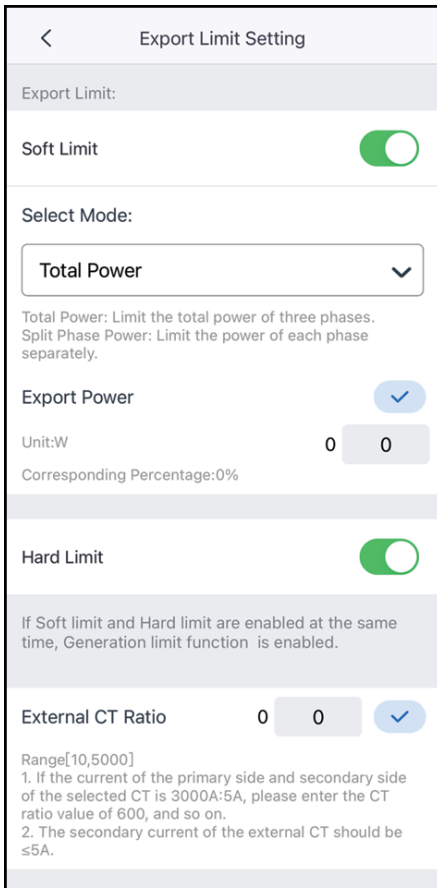 Export Limit Setting
Export Limit:
Soft Limit
Select Mode:
Total Power
Total Power: Limit the total power of three phases.
Split Phase Power: Limit the power of each phase
separately.
Export Power
Unit:W 0 0
Corresponding Percentage:0%
Hard Limit
If Soft limit and Hard limit are enabled at the same
time, Generation limit function is enabled.
External CT Ratio 0 0
Range[10,5000]
1. If the current of the primary side and secondary side
of the selected CT is 3000A:5A, please enter the CT
ratio value of 600, and so on.
2. The secondary current of the external CT should be
≤5A.